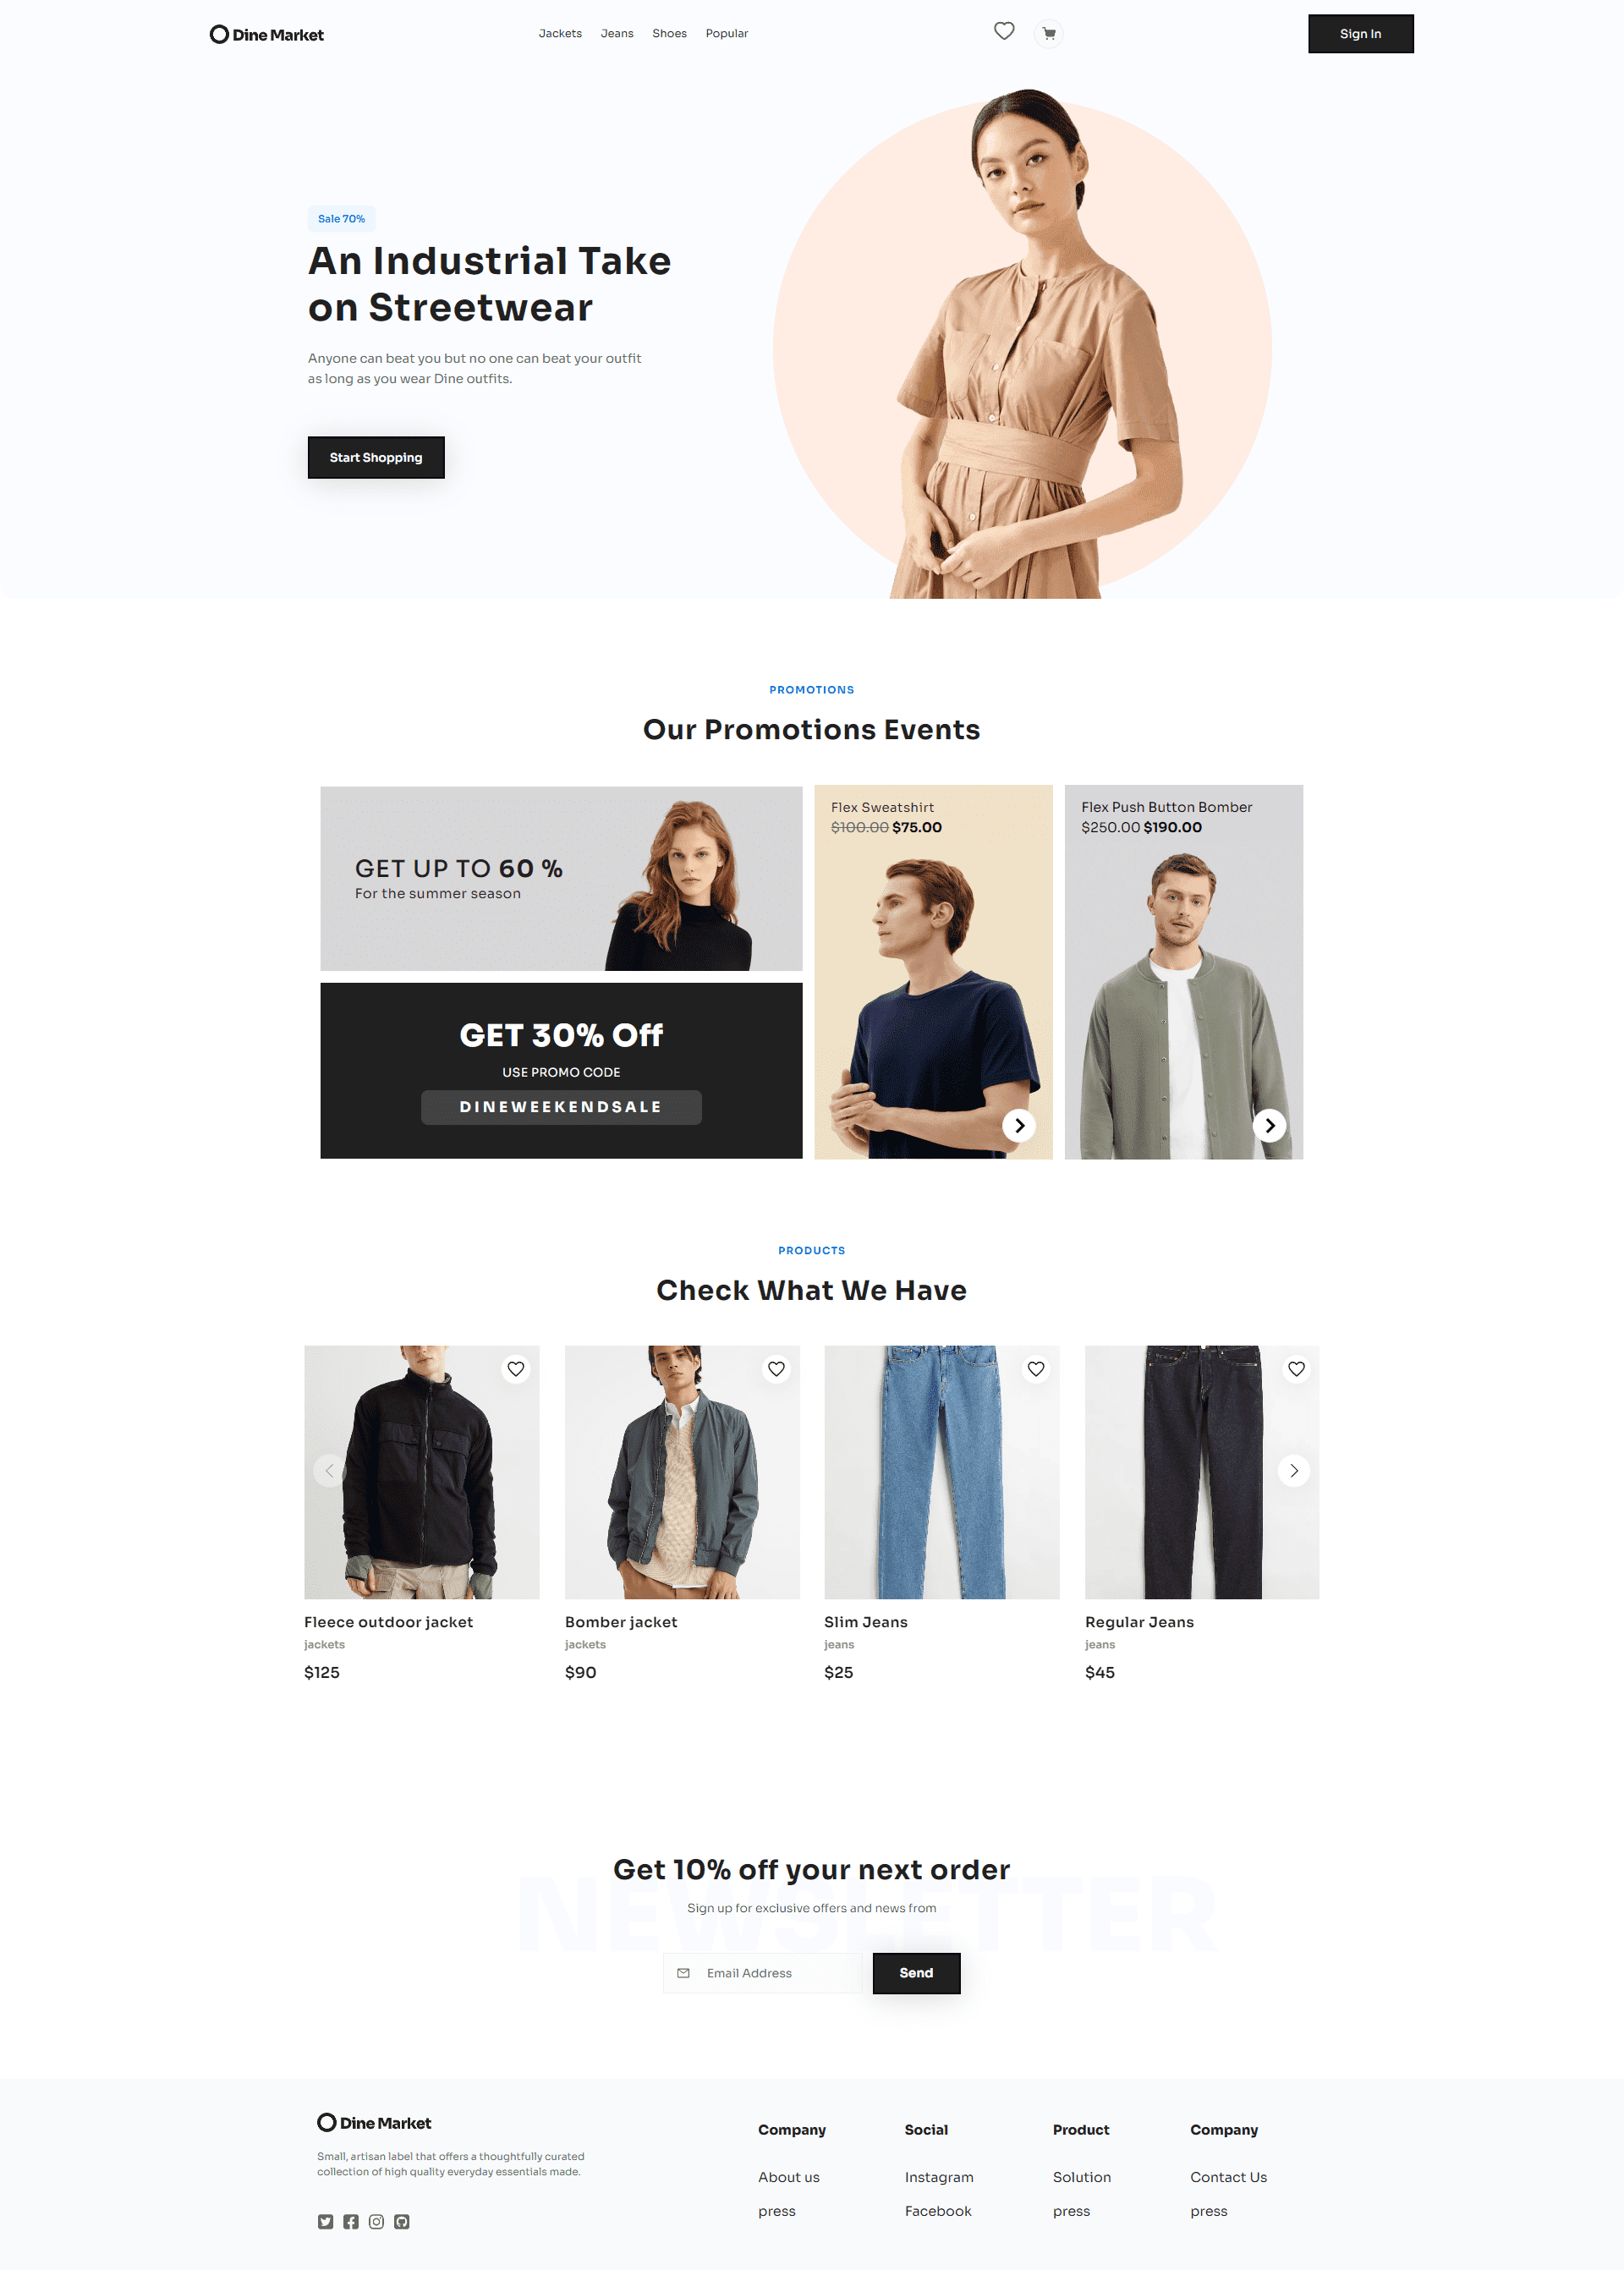 Dine Market
Jackets Jeans Shoes Popular
Sign In
Sale 70%
An Industrial Take
on Streetwear
Anyone can beat you but no one can beat your outfit
as long as you wear Dine outfits.
Start Shopping
PROMOTIONS
Our Promotions Events
GET UP TO 60 %
For the summer season
GET 30% Off
USE PROMO CODE
DINEWEEKENDSALE
Flex Sweatshirt
$100.00 $75.00
Flex Push Button Bomber
$250.00 $190.00
PRODUCTS
Check What We Have
Fleece outdoor jacket
jackets
$125
Bomber jacket
jackets
$90
Slim Jeans
jeans
$25
Regular Jeans
jeans
$45
NEWSLETTER
Get 10% off your next order
Sign up for exclusive offers and news from
Email Address
Send
Dine Market
Small, artisan label that offers a thoughtfully curated
collection of high quality everyday essentials made.
Company
About us
press
Social
Instagram
Facebook
Product
Solution
press
Company
Contact Us
press